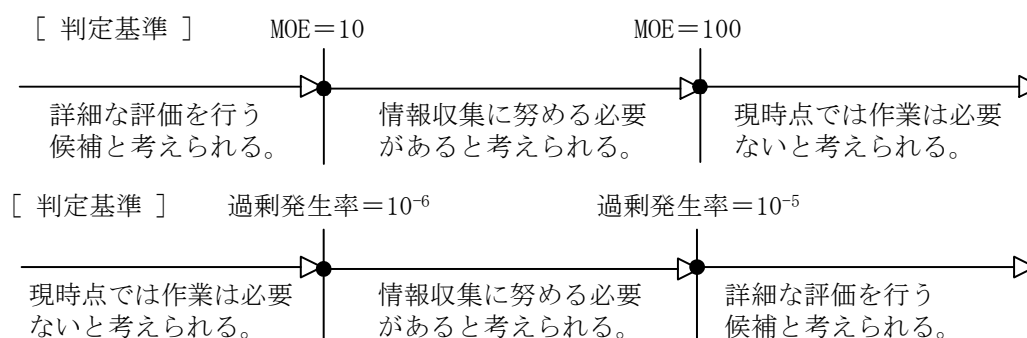 [ 判定基準 ] MOE＝10 MOE＝100
詳細な評価を行う 情報収集に努める必要 現時点では作業は必要
候補と考えられる。 があると考えられる。 ないと考えられる。
[ 判定基準 ] 過剰発生率＝10⁻⁶ 過剰発生率＝10⁻⁵
現時点では作業は必要 情報収集に努める必要 詳細な評価を行う
ないと考えられる。 があると考えられる。 候補と考えられる。